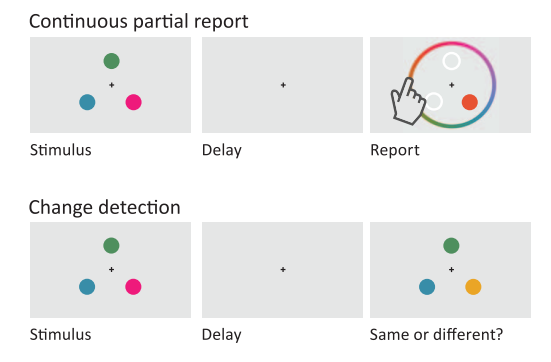 Continuous partial report
Stimulus
Delay
Report
Change detection
Stimulus
Delay
Same or different?